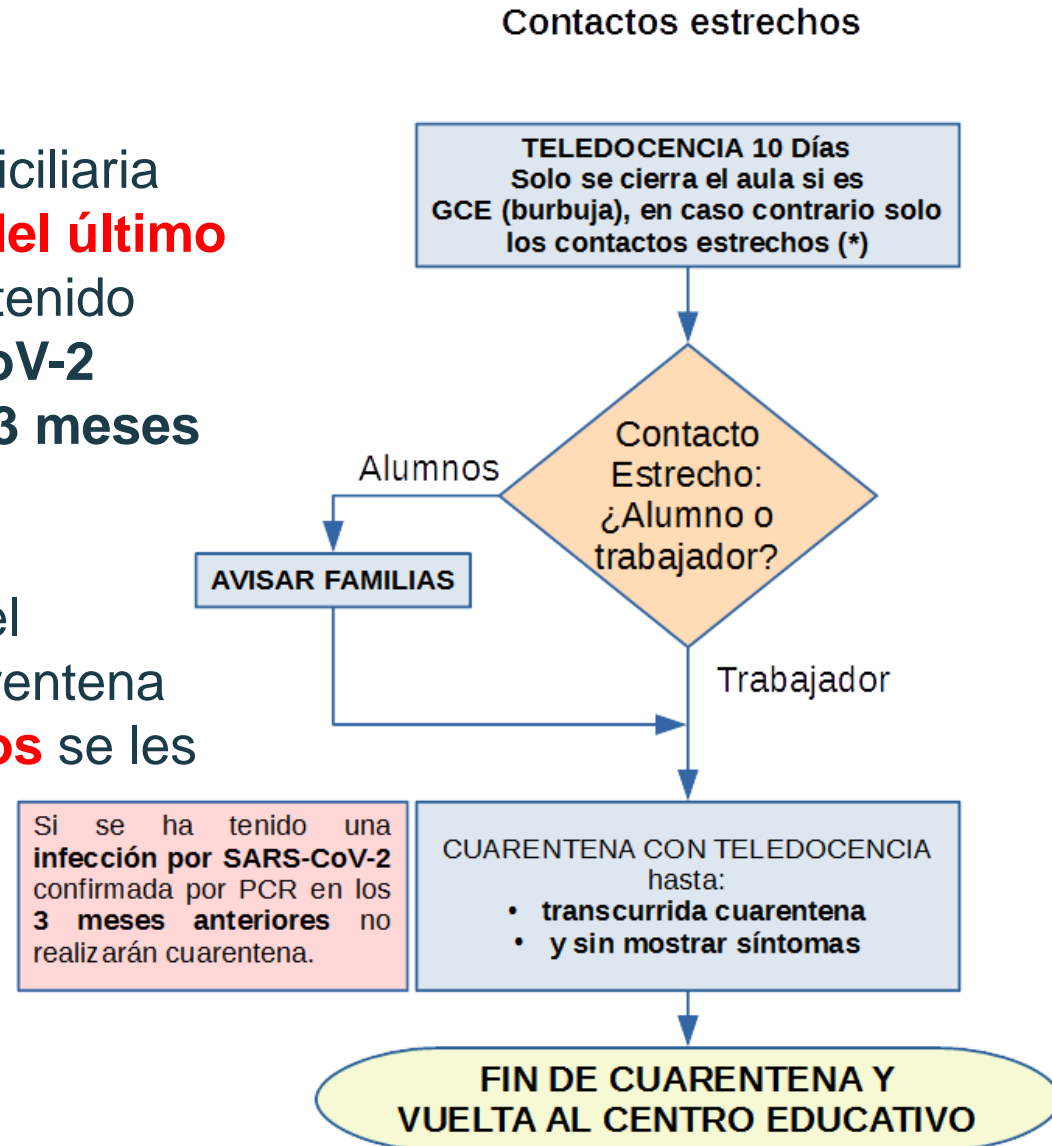 Contactos estrechos
iciliaria
del último
tenido
oV-2
3 meses
el
rentena
os se les
TELEDOCENCIA 10 Días
Solo se cierra el aula si es
GCE (burbuja), en caso contrario solo
los contactos estrechos (*)
Contacto
Estrecho:
¿Alumno o
trabajador?
Alumnos
AVISAR FAMILIAS
Trabajador
Si se ha tenido una
infección por SARS-CoV-2
confirmada por PCR en los
3 meses anteriores no
realizarán cuarentena.
CUARENTENA CON TELEDOCENCIA
hasta:
• transcurrida cuarentena
• y sin mostrar síntomas
FIN DE CUARENTENA Y
VUELTA AL CENTRO EDUCATIVO